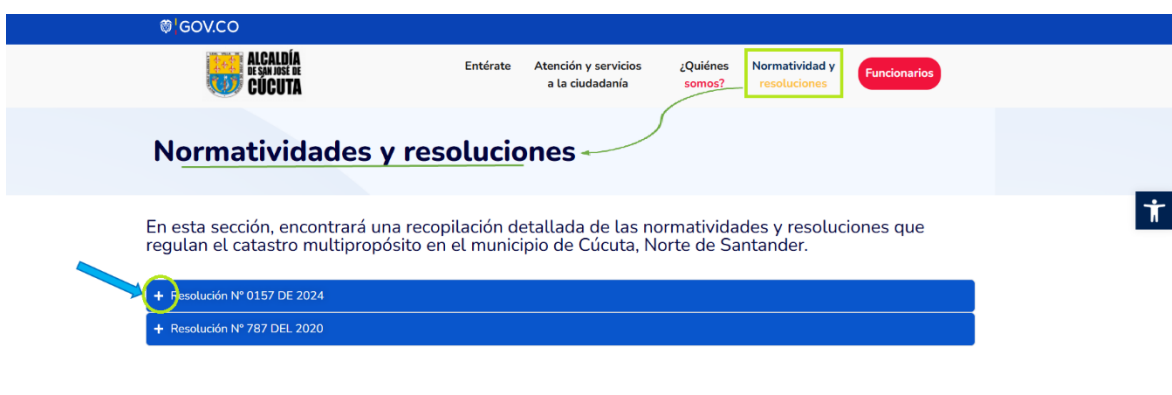 GOV.CO
ALCALDÍA
DE SAN JOSÉ DE
CÚCUTA
Entérate
Atención y servicios
a la ciudadanía
¿Quiénes
somos?
Normatividad y
resoluciones
Funcionarios
Normatividades y resoluciones
En esta sección, encontrará una recopilación detallada de las normatividades y resoluciones que
regulan el catastro multipropósito en el municipio de Cúcuta, Norte de Santander.
+ Resolución Nº 0157 DE 2024
+ Resolución Nº 787 DEL 2020